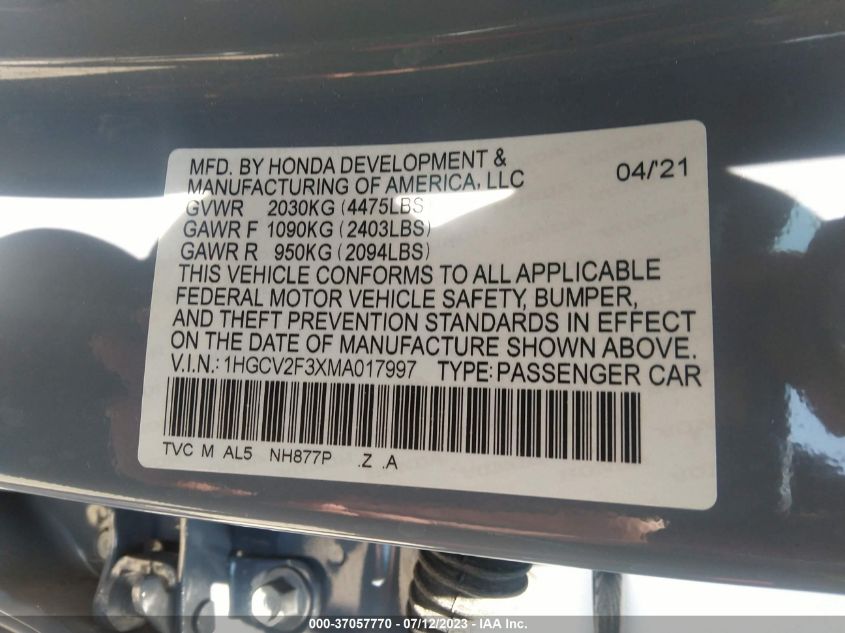 MFD. BY HONDA DEVELOPMENT &
MANUFACTURING OF AMERICA, LLC 04/'21
GVWR 2030KG (4475LBS)
GAWR F 1090KG (2403LBS)
GAWR R 950KG (2094LBS)
THIS VEHICLE CONFORMS TO ALL APPLICABLE
FEDERAL MOTOR VEHICLE SAFETY, BUMPER,
AND THEFT PREVENTION STANDARDS IN EFFECT
ON THE DATE OF MANUFACTURE SHOWN ABOVE.
V.I.N.: 1HGCV2F3XMA017997 TYPE: PASSENGER CAR
TVC M AL5 NH877P .Z .A
000-37057770 - 07/12/2023 - IAA Inc.